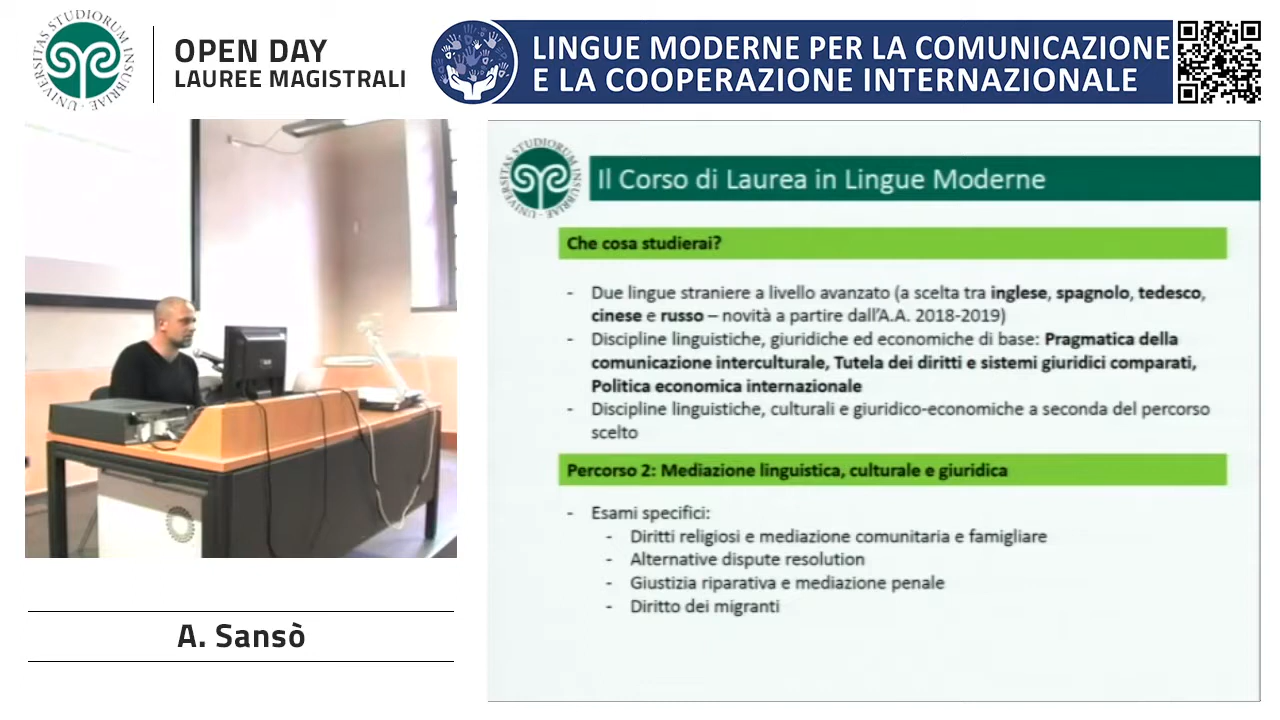 UNIVERSITAS STUDIORUM INSUBRIAE
OPEN DAY
LAUREE MAGISTRALI
LINGUE MODERNE PER LA COMUNICAZIONE
E LA COOPERAZIONE INTERNAZIONALE
UNIVERSITAS STUDIORUM INSUBRIAE
Il Corso di Laurea in Lingue Moderne
Che cosa studierai?
- Due lingue straniere a livello avanzato (a scelta tra inglese, spagnolo, tedesco,
cinese e russo – novità a partire dall'A.A. 2018-2019)
- Discipline linguistiche, giuridiche ed economiche di base: Pragmatica della
comunicazione interculturale, Tutela dei diritti e sistemi giuridici comparati,
Politica economica internazionale
- Discipline linguistiche, culturali e giuridico-economiche a seconda del percorso
scelto
Percorso 2: Mediazione linguistica, culturale e giuridica
- Esami specifici:
- Diritti religiosi e mediazione comunitaria e famigliare
- Alternative dispute resolution
- Giustizia riparativa e mediazione penale
- Diritto dei migranti
A. Sansò